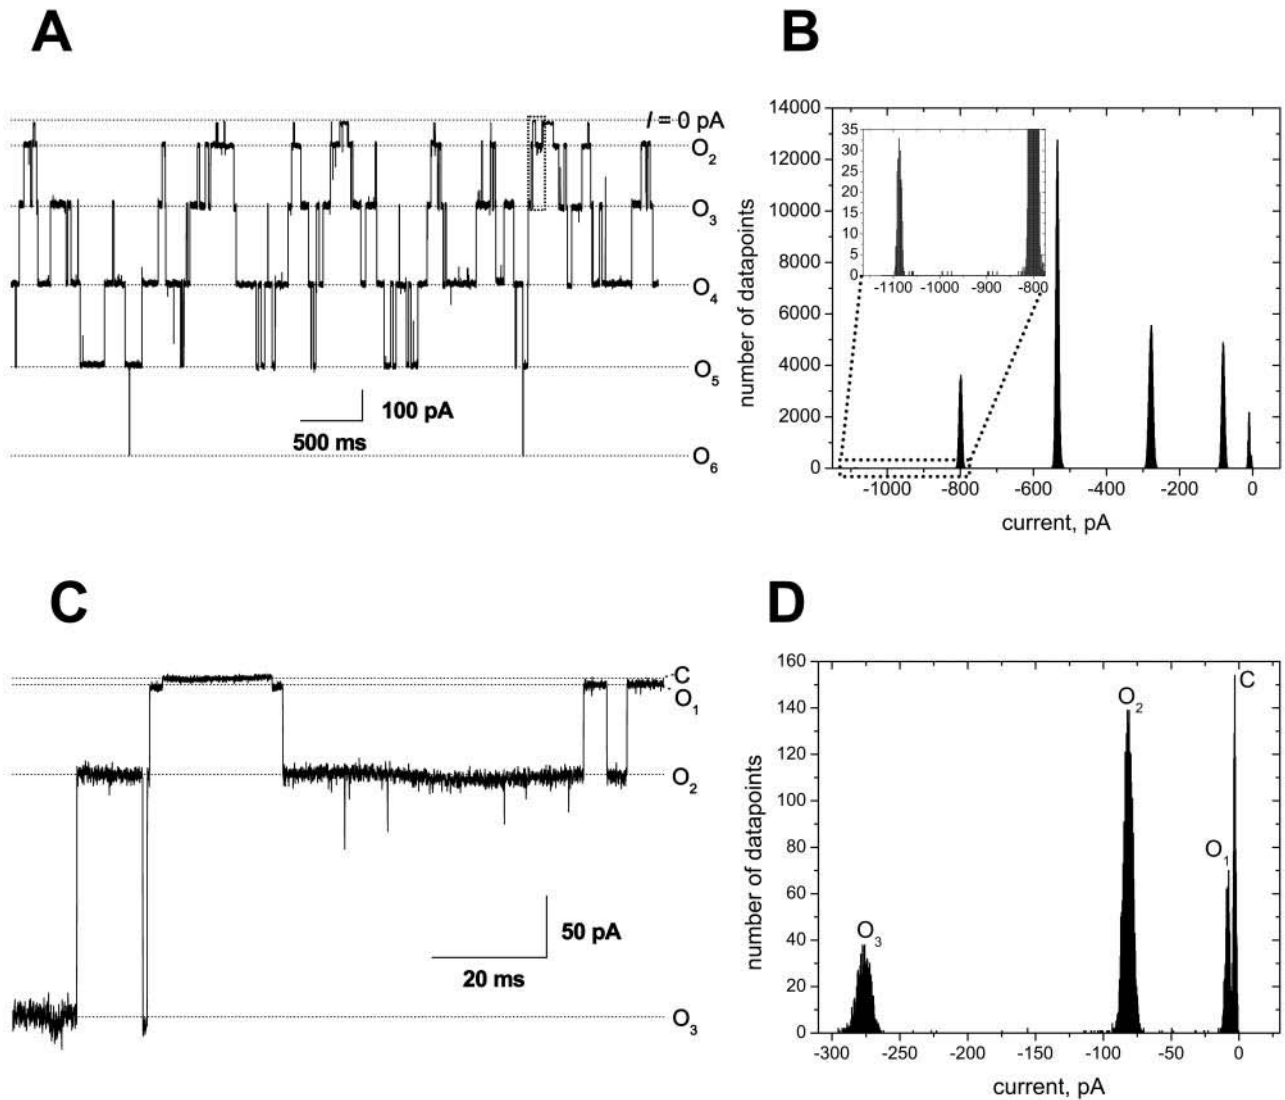 A
I = 0 pA
O2
O3
O4
O5
O6
100 pA
500 ms
B
14000
12000
10000
8000
6000
4000
2000
0
35
30
25
20
15
10
5
0
-1100 -1000 -900 -800
-1000 -800 -600 -400 -200 0
number of datapoints
current, pA
C
C
O1
O2
O3
50 pA
20 ms
D
160
140
120
100
80
60
40
20
0
O3
O2
O1
C
-300 -250 -200 -150 -100 -50 0
number of datapoints
current, pA